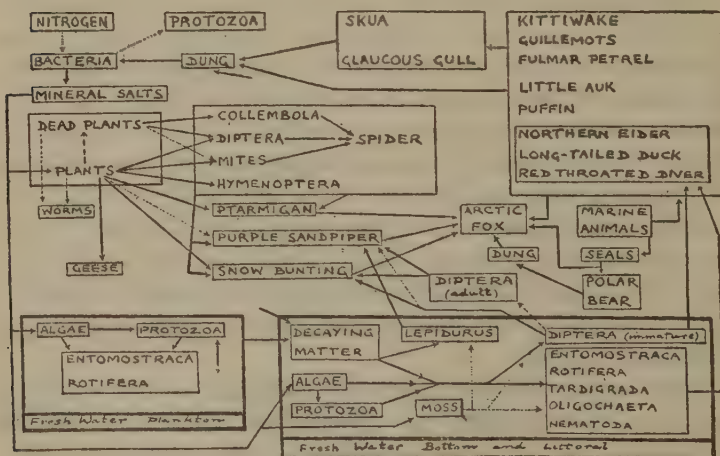 NITROGEN
PROTOZOA
BACTERIA
DUNG
MINERAL SALTS
SKUA
GLAUCOUS GULL
KITTIWAKE
GUILLEMOTS
FULMAR PETREL
LITTLE AUK
PUFFIN
NORTHERN EIDER
LONG-TAILED DUCK
RED THROATED DIVER
DEAD PLANTS
PLANTS
WORMS
GEESE
COLLEMBOLA
DIPTERA
MITES
HYMENOPTERA
SPIDER
PTARMIGAN
PURPLE SANDPIPER
SNOW BUNTING
ARCTIC
FOX
MARINE
ANIMALS
DUNG
SEALS
POLAR
BEAR
DIPTERA
(adult)
ALGAE
PROTOZOA
ENTOMOSTRACA
ROTIFERA
Fresh Water Plankton
DECAYING
MATTER
LEPIDURUS
DIPTERA (immature)
ALGAE
PROTOZOA
MOSS
ENTOMOSTRACA
ROTIFERA
TARDIGRADA
OLIGOCHAETA
NEMATODA
Fresh Water Bottom and Littoral